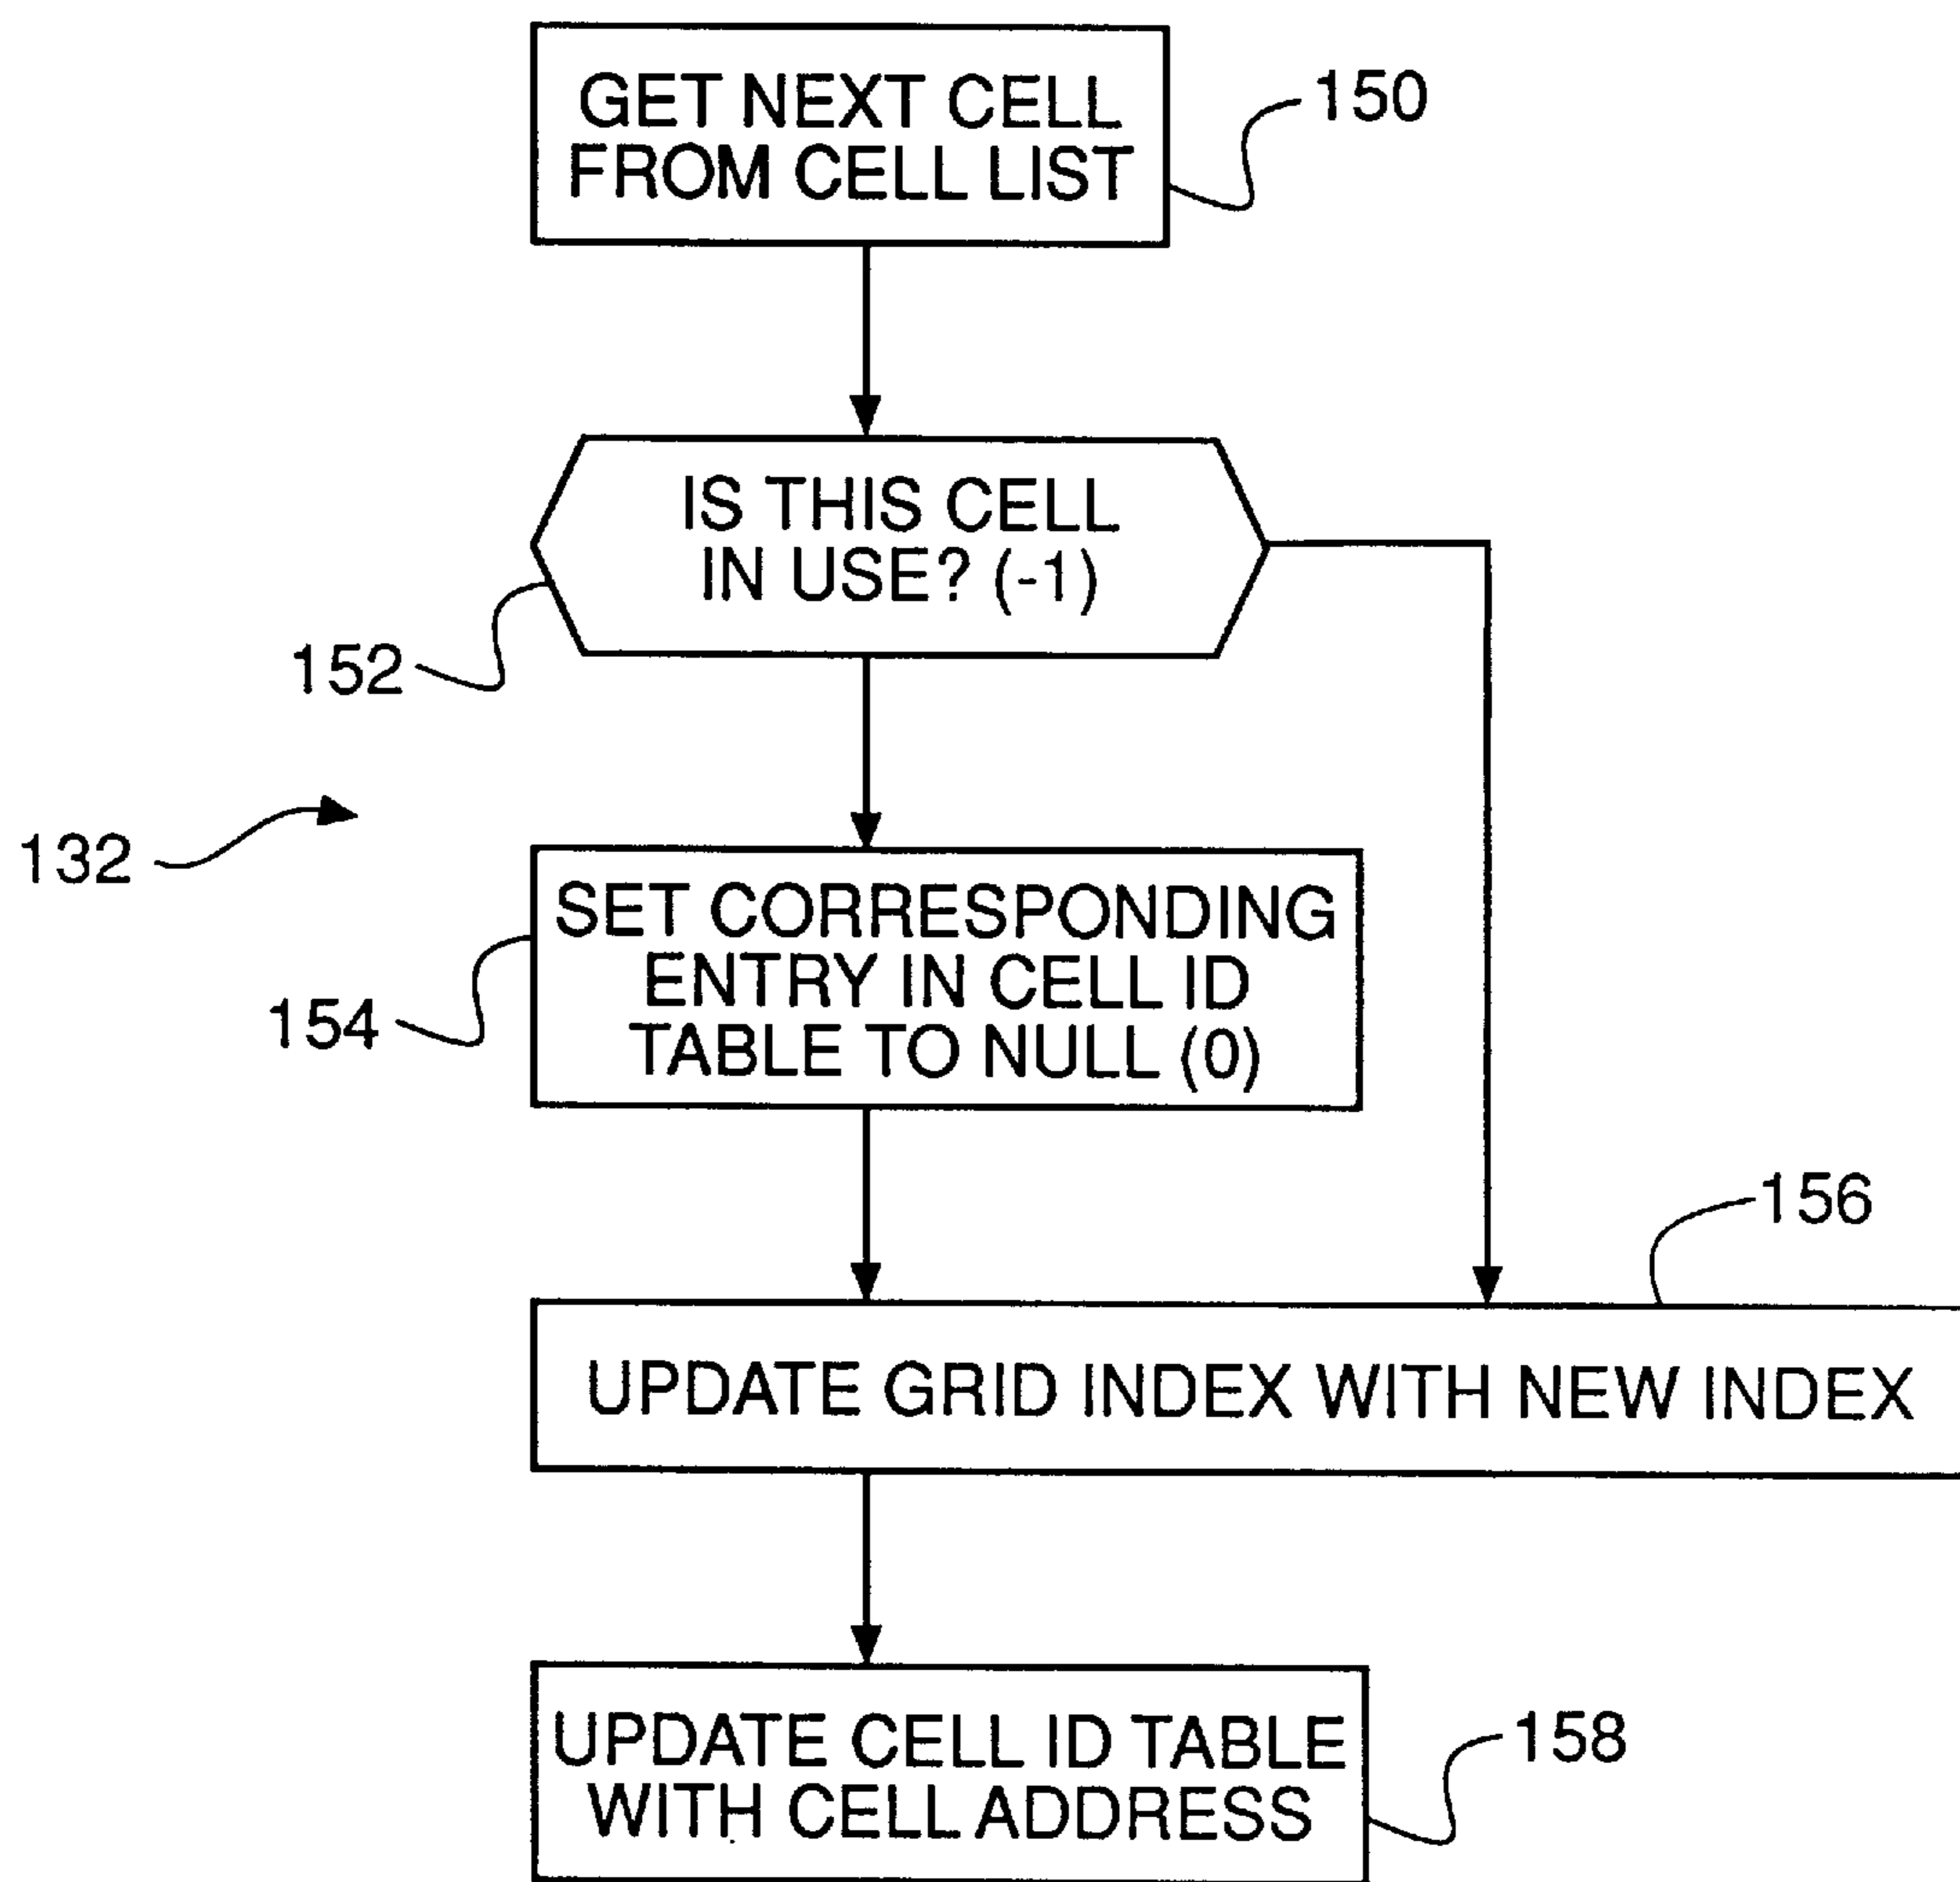 GET NEXT CELL
FROM CELL LIST
150
IS THIS CELL
IN USE? (-1)
152
132
SET CORRESPONDING
ENTRY IN CELL ID
TABLE TO NULL (0)
154
156
UPDATE GRID INDEX WITH NEW INDEX
UPDATE CELL ID TABLE
WITH CELL ADDRESS
158